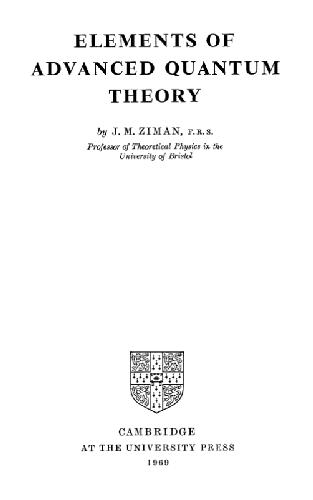 ELEMENTS OF
ADVANCED QUANTUM
THEORY
by J. M. ZIMAN, F.R.S.
Professor of Theoretical Physics in the
University of Bristol
CAMBRIDGE
AT THE UNIVERSITY PRESS
1969